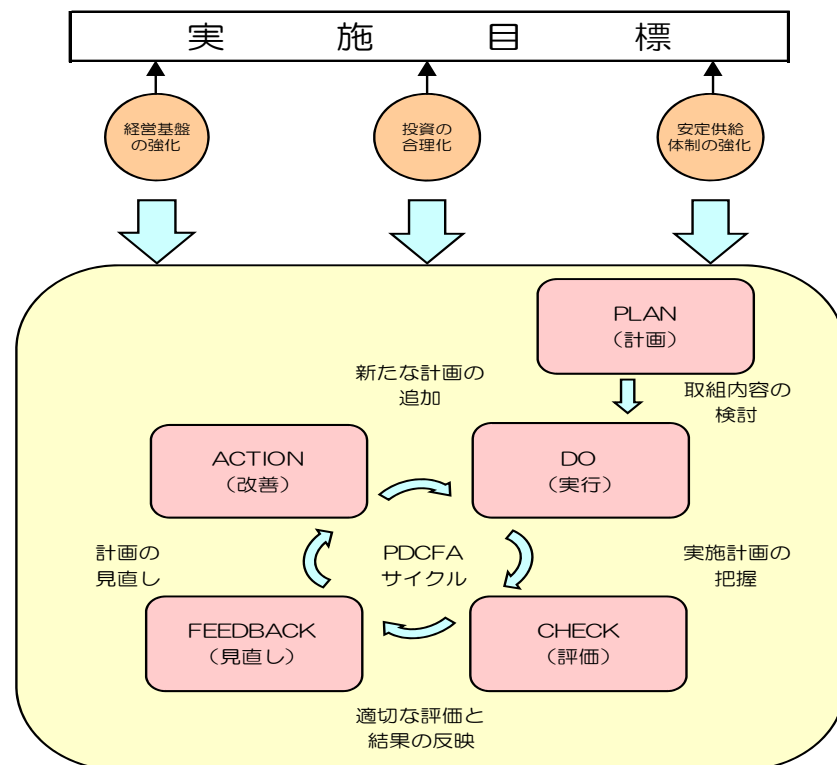 実施目標
経営基盤
の強化
投資の
合理化
安定供給
体制の強化
PLAN
（計画）
新たな計画の
追加
取組内容の
検討
ACTION
（改善）
DO
（実行）
計画の
見直し
PDCFA
サイクル
実施計画の
把握
FEEDBACK
（見直し）
CHECK
（評価）
適切な評価と
結果の反映